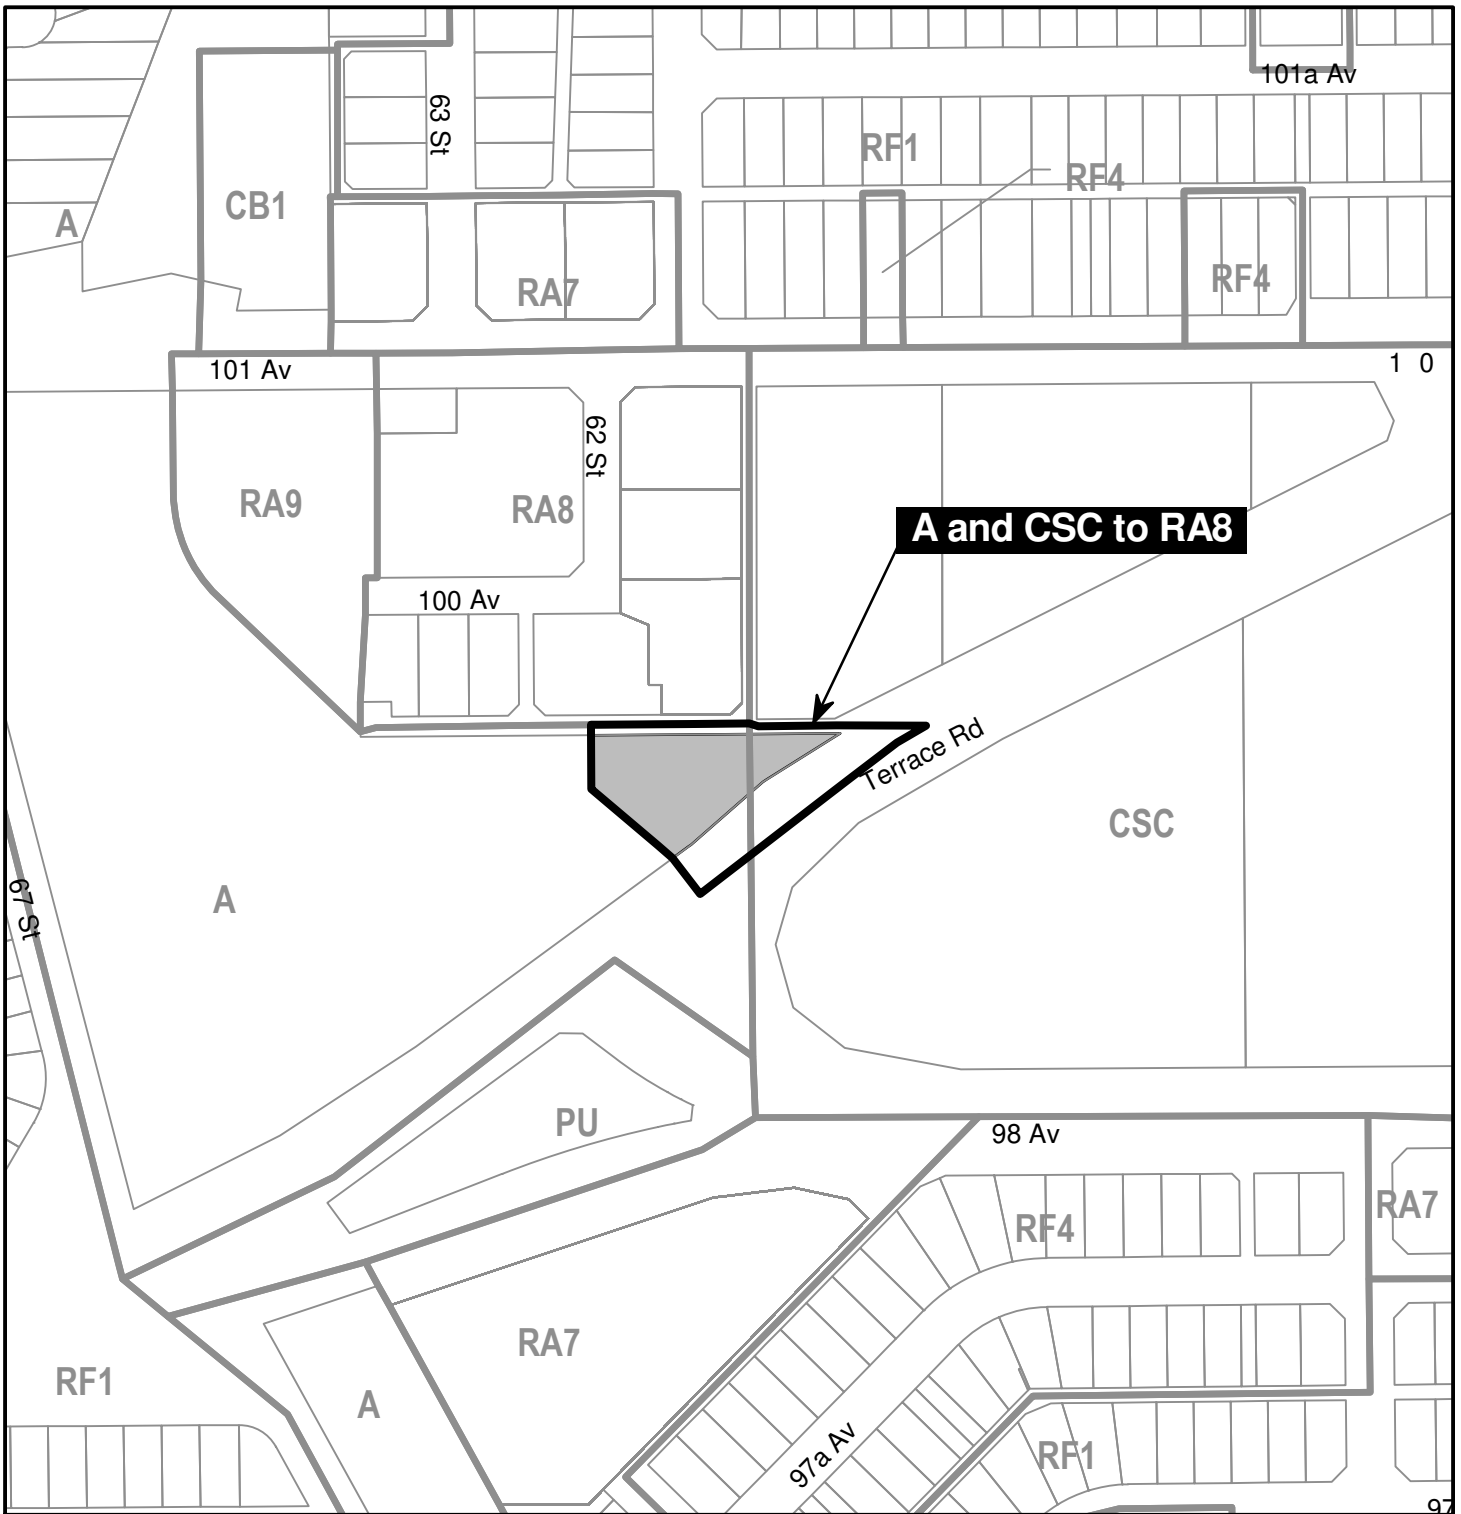 101a Av
63 St
RF1
RF4
CB1
A
RA7
RF4
101 Av
1 0
62 St
RA9
RA8
A and CSC to RA8
100 Av
Terrace Rd
CSC
67 St
A
PU
98 Av
RA7
RF4
RA7
RF1
A
97a Av
RF1
97